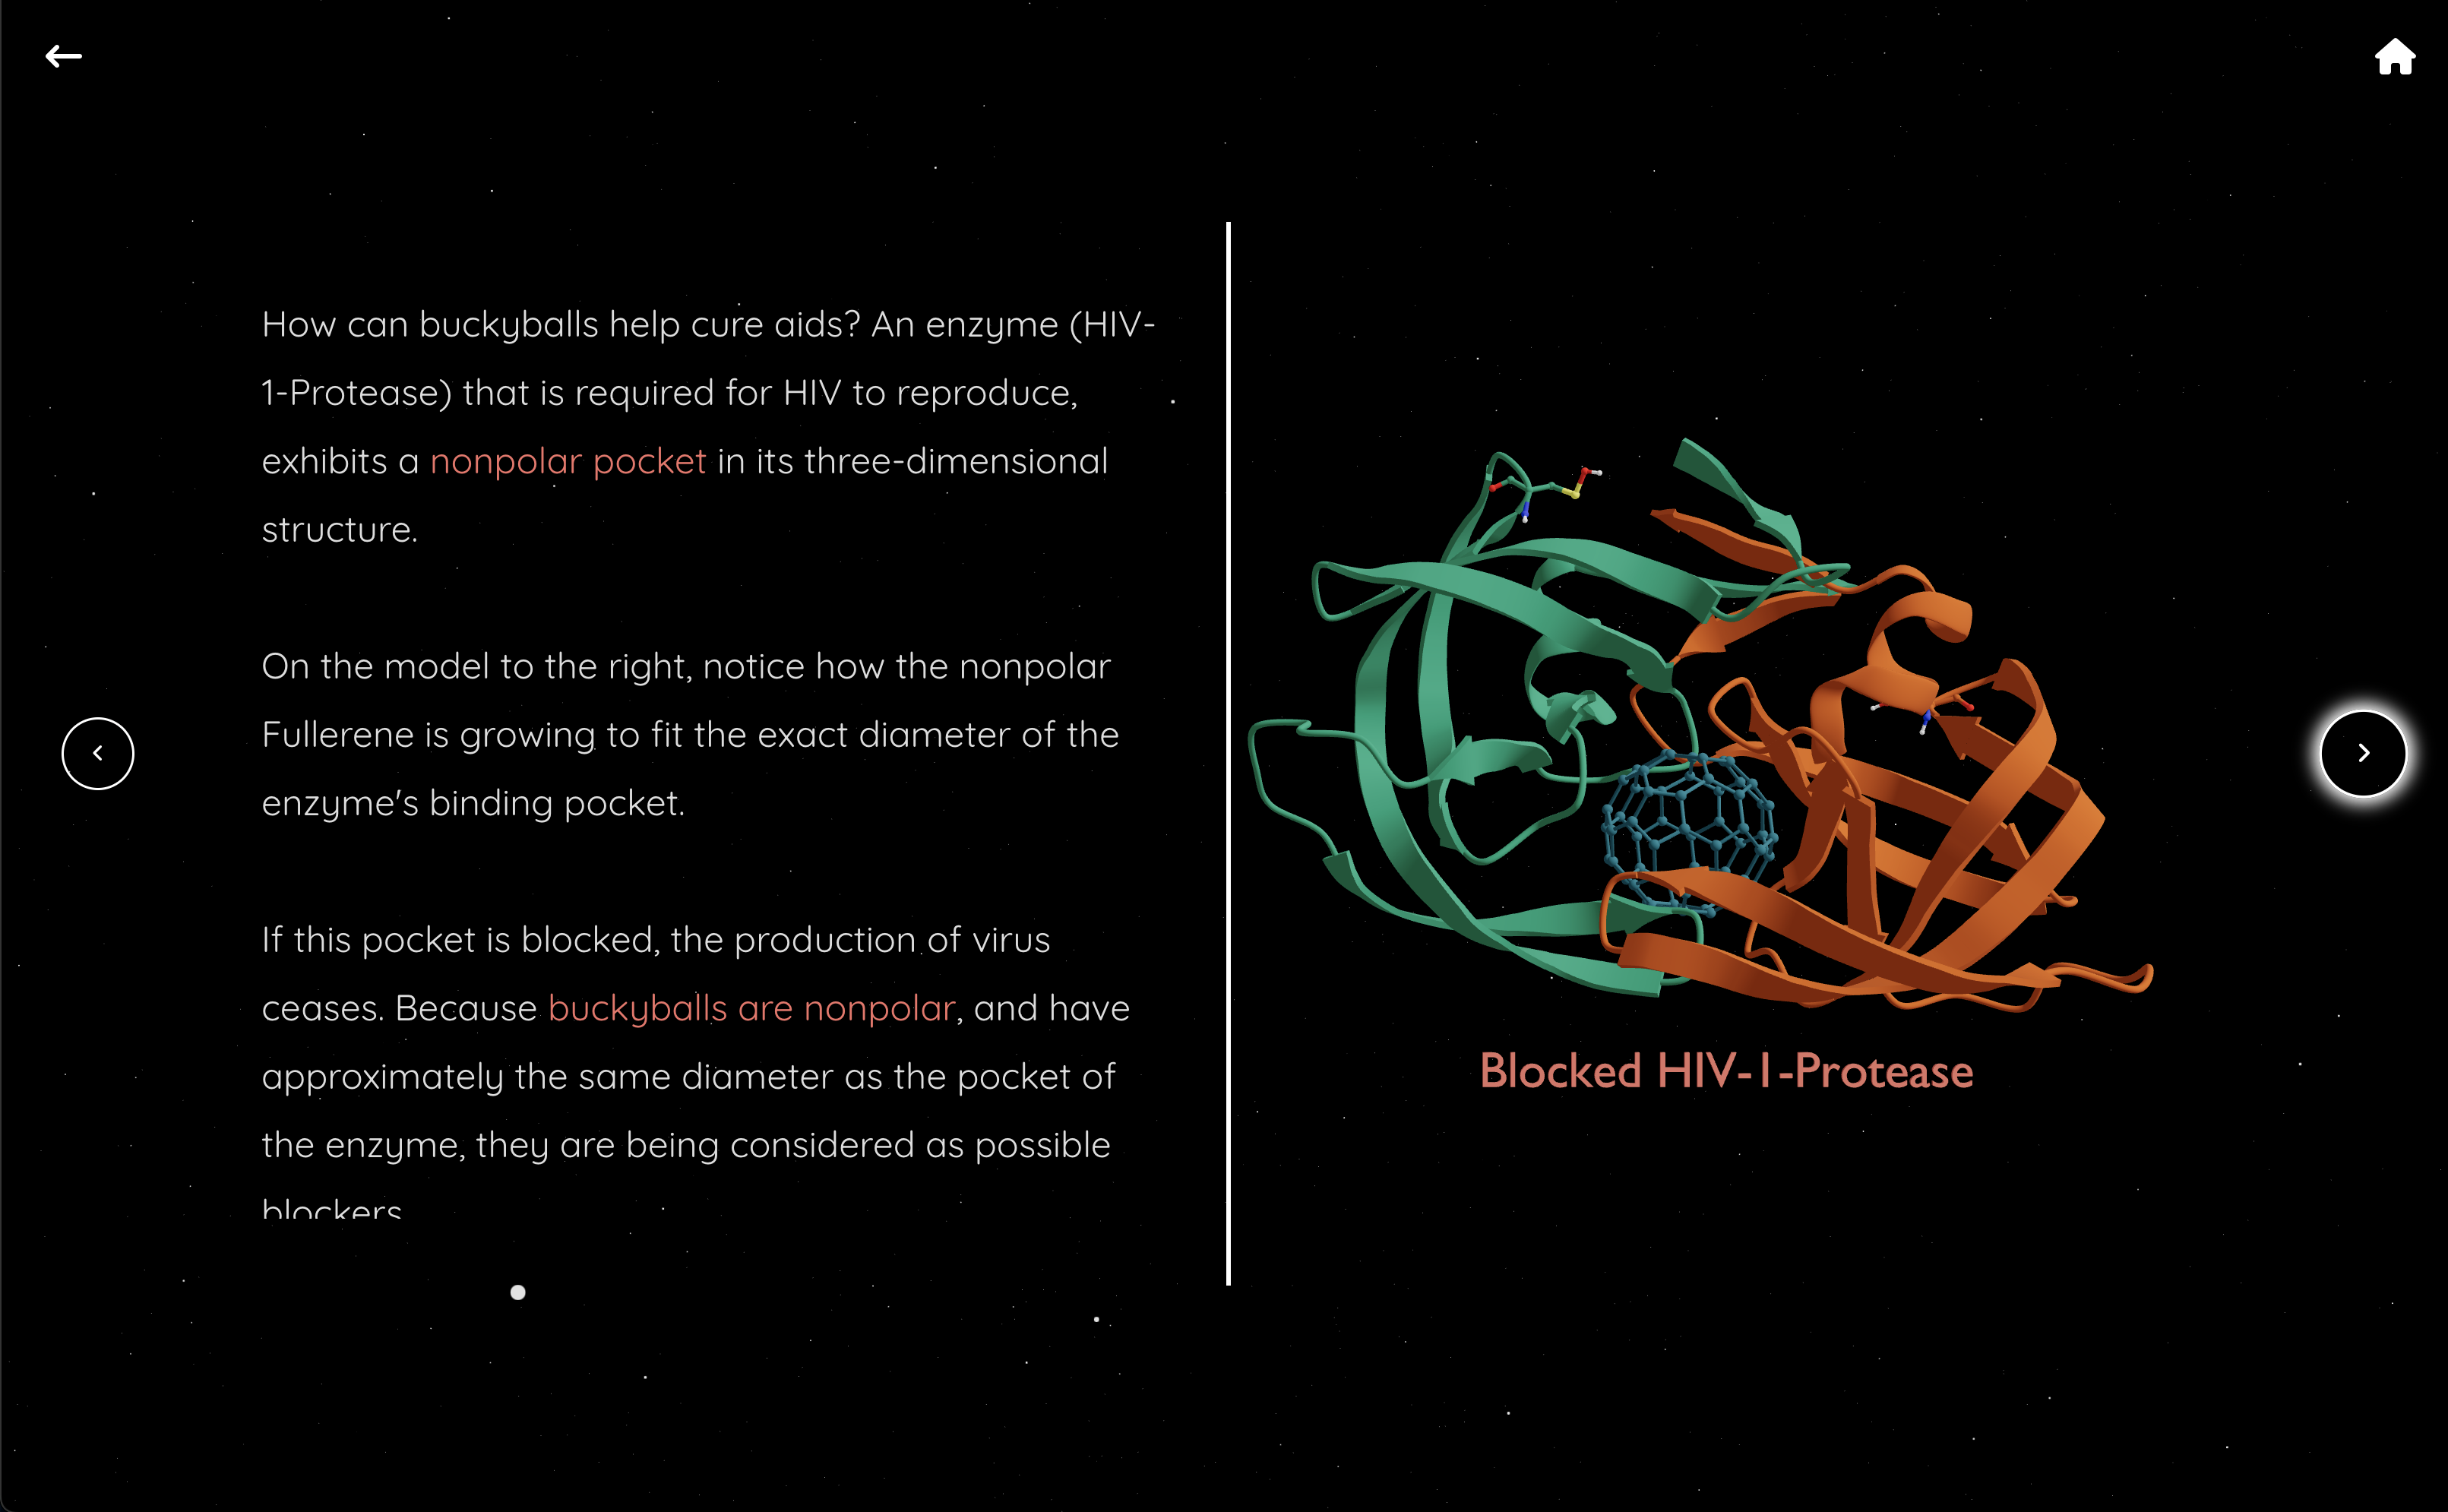 How can buckyballs help cure aids? An enzyme (HIV-
1-Protease) that is required for HIV to reproduce,
exhibits a nonpolar pocket in its three-dimensional
structure.
On the model to the right, notice how the nonpolar
Fullerene is growing to fit the exact diameter of the
enzyme's binding pocket.
If this pocket is blocked, the production of virus
ceases. Because buckyballs are nonpolar, and have
approximately the same diameter as the pocket of
the enzyme, they are being considered as possible
blockers
Blocked HIV-1-Protease